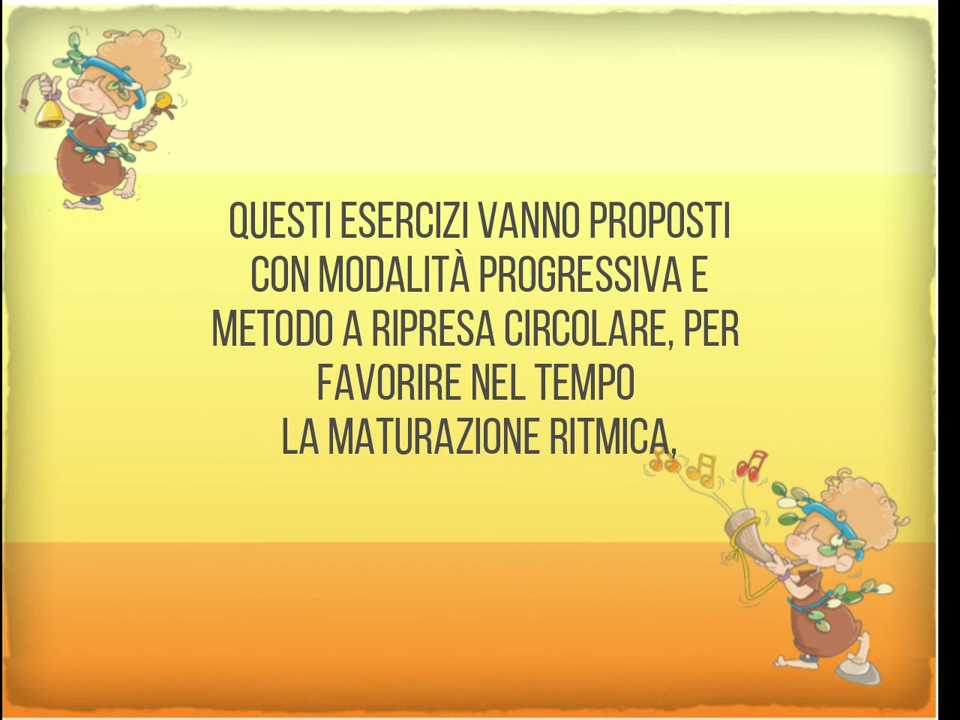 QUESTI ESERCIZI VANNO PROPOSTI
CON MODALITÀ PROGRESSIVA E
METODO A RIPRESA CIRCOLARE, PER
FAVORIRE NEL TEMPO
LA MATURAZIONE RITMICA,